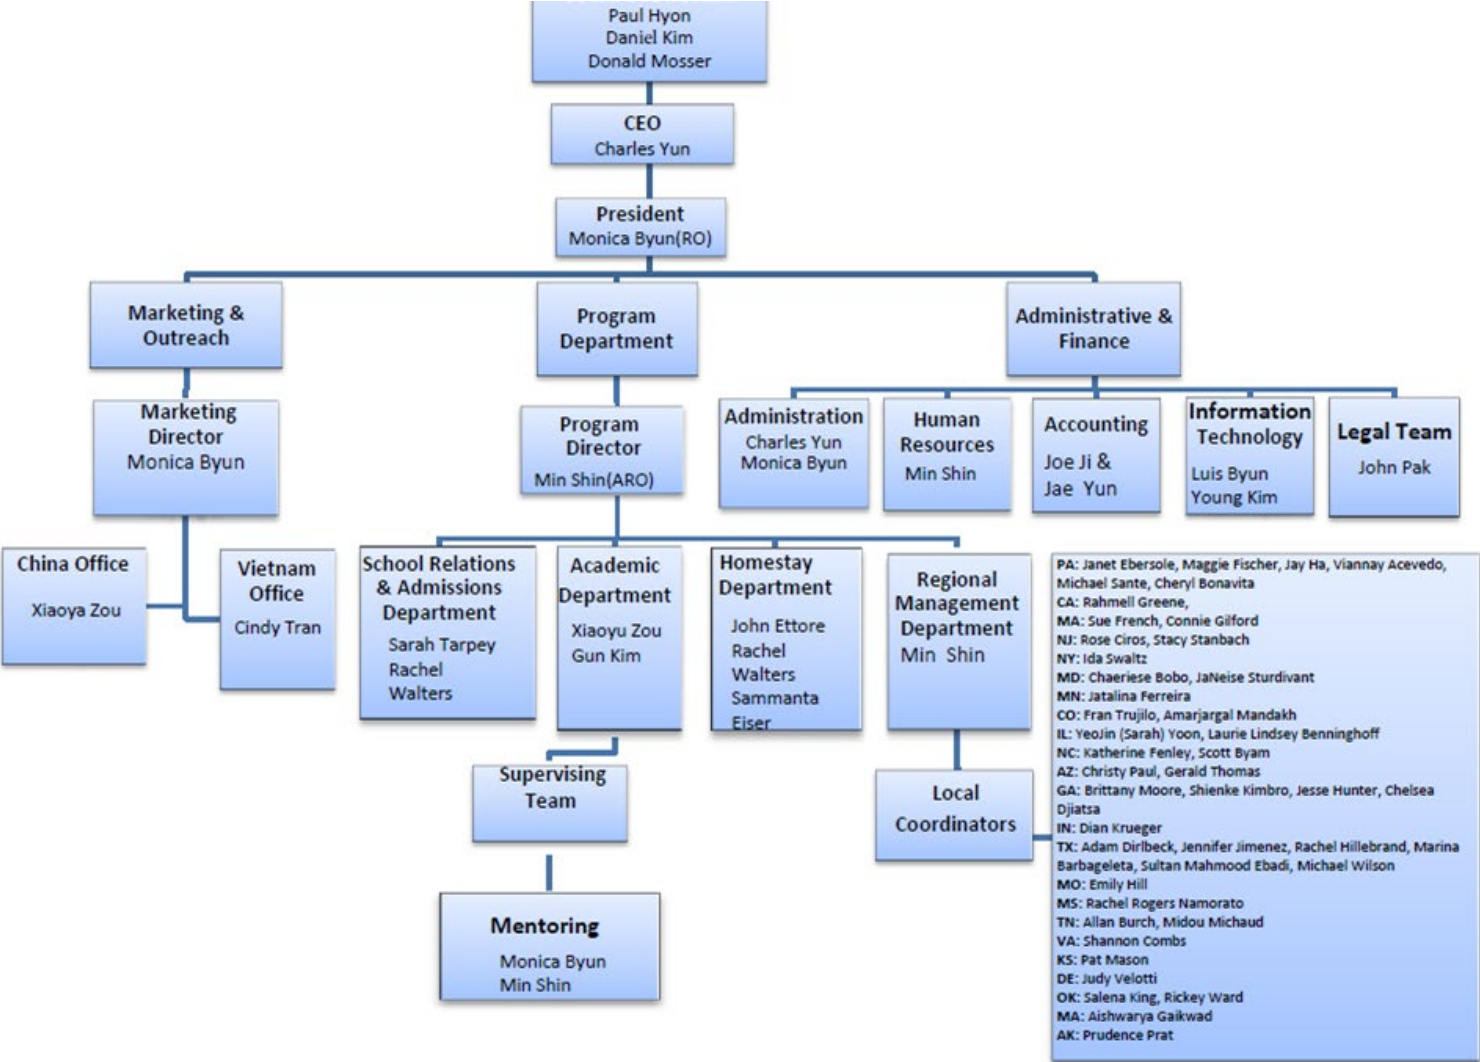 Paul Hyon
Daniel Kim
Donald Mosser
CEO
Charles Yun
President
Monica Byun(RO)
Marketing &
Outreach
Program
Department
Administrative &
Finance
Marketing
Director
Monica Byun
Program
Director
Min Shin(ARO)
Administration
Charles Yun
Monica Byun
Human
Resources
Min Shin
Accounting
Joe Ji &
Jae Yun
Information
Technology
Luis Byun
Young Kim
Legal Team
John Pak
China Office
Xiaoya Zou
Vietnam
Office
Cindy Tran
School Relations
& Admissions
Department
Sarah Tarpey
Rachel
Walters
Academic
Department
Xiaoyu Zou
Gun Kim
Homestay
Department
John Ettore
Rachel
Walters
Sammanta
Eiser
Regional
Management
Department
Min Shin
Supervising
Team
Mentoring
Monica Byun
Min Shin
Local
Coordinators
PA: Janet Ebersole, Maggie Fischer, Jay Ha, Viannay Acevedo,
Michael Sante, Cheryl Bonavita
CA: Rahmell Greene,
MA: Sue French, Connie Gilford
NJ: Rose Ciros, Stacy Stanbach
NY: Ida Swaltz
MD: Chaeriese Bobo, JaNeise Sturdivant
MN: Jatalina Ferreira
CO: Fran Trujilo, Amarjargal Mandakh
IL: YeoJin (Sarah) Yoon, Laurie Lindsey Benninghoff
NC: Katherine Fenley, Scott Byam
AZ: Christy Paul, Gerald Thomas
GA: Brittany Moore, Shienke Kimbro, Jesse Hunter, Chelsea
Djiatsa
IN: Dian Krueger
TX: Adam Dirlbeck, Jennifer Jimenez, Rachel Hillebrand, Marina
Barbageleta, Sultan Mahmood Ebadi, Michael Wilson
MO: Emily Hill
MS: Rachel Rogers Namorato
TN: Allan Burch, Midou Michaud
VA: Shannon Combs
KS: Pat Mason
DE: Judy Velotti
OK: Salena King, Rickey Ward
MA: Aishwarya Gaikwad
AK: Prudence Prat